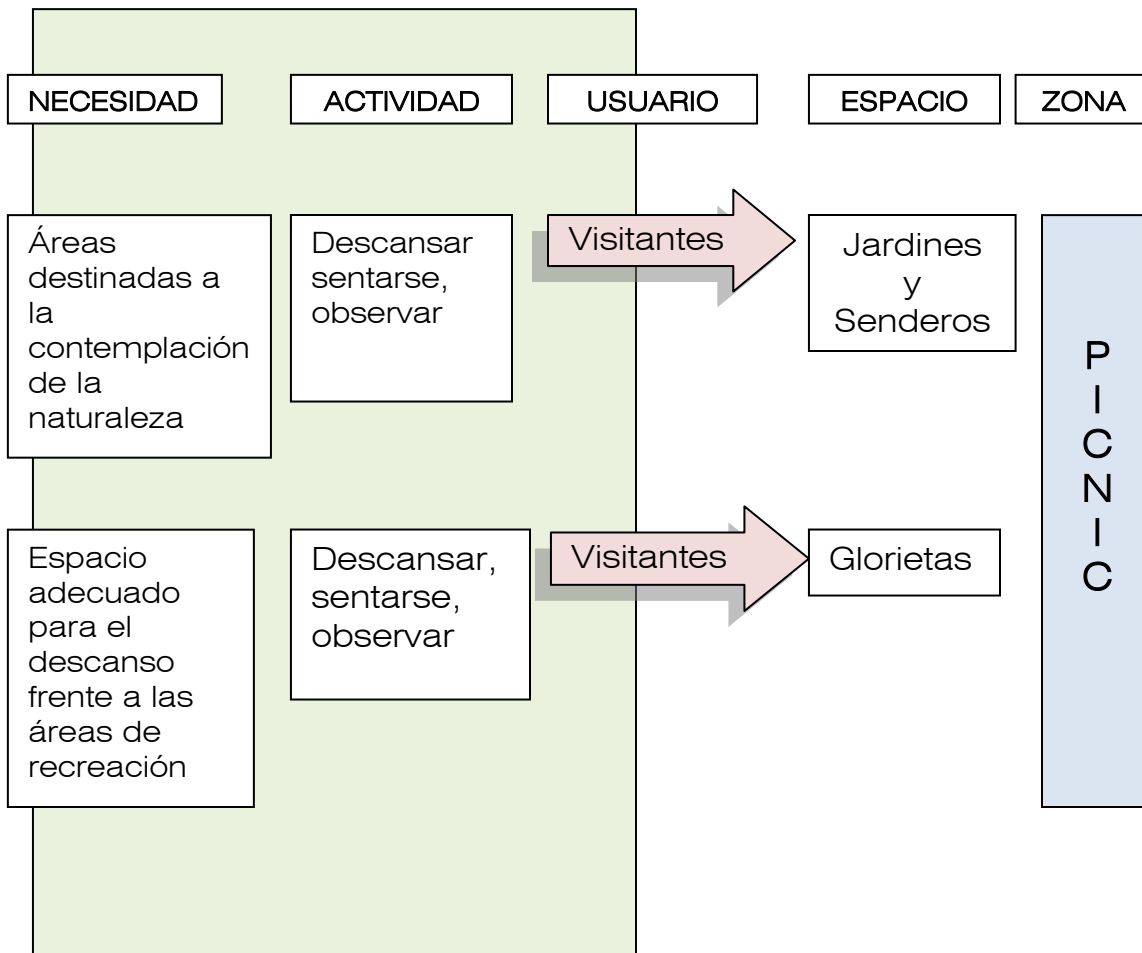 NECESIDAD
ACTIVIDAD
USUARIO
ESPACIO
ZONA
Áreas
destinadas a
la
contemplación
de la
naturaleza
Descansar
sentarse,
observar
Visitantes
Jardines
y
Senderos
Espacio
adecuado
para el
descanso
frente a las
áreas de
recreación
Descansar,
sentarse,
observar
Visitantes
Glorietas
PICNIC